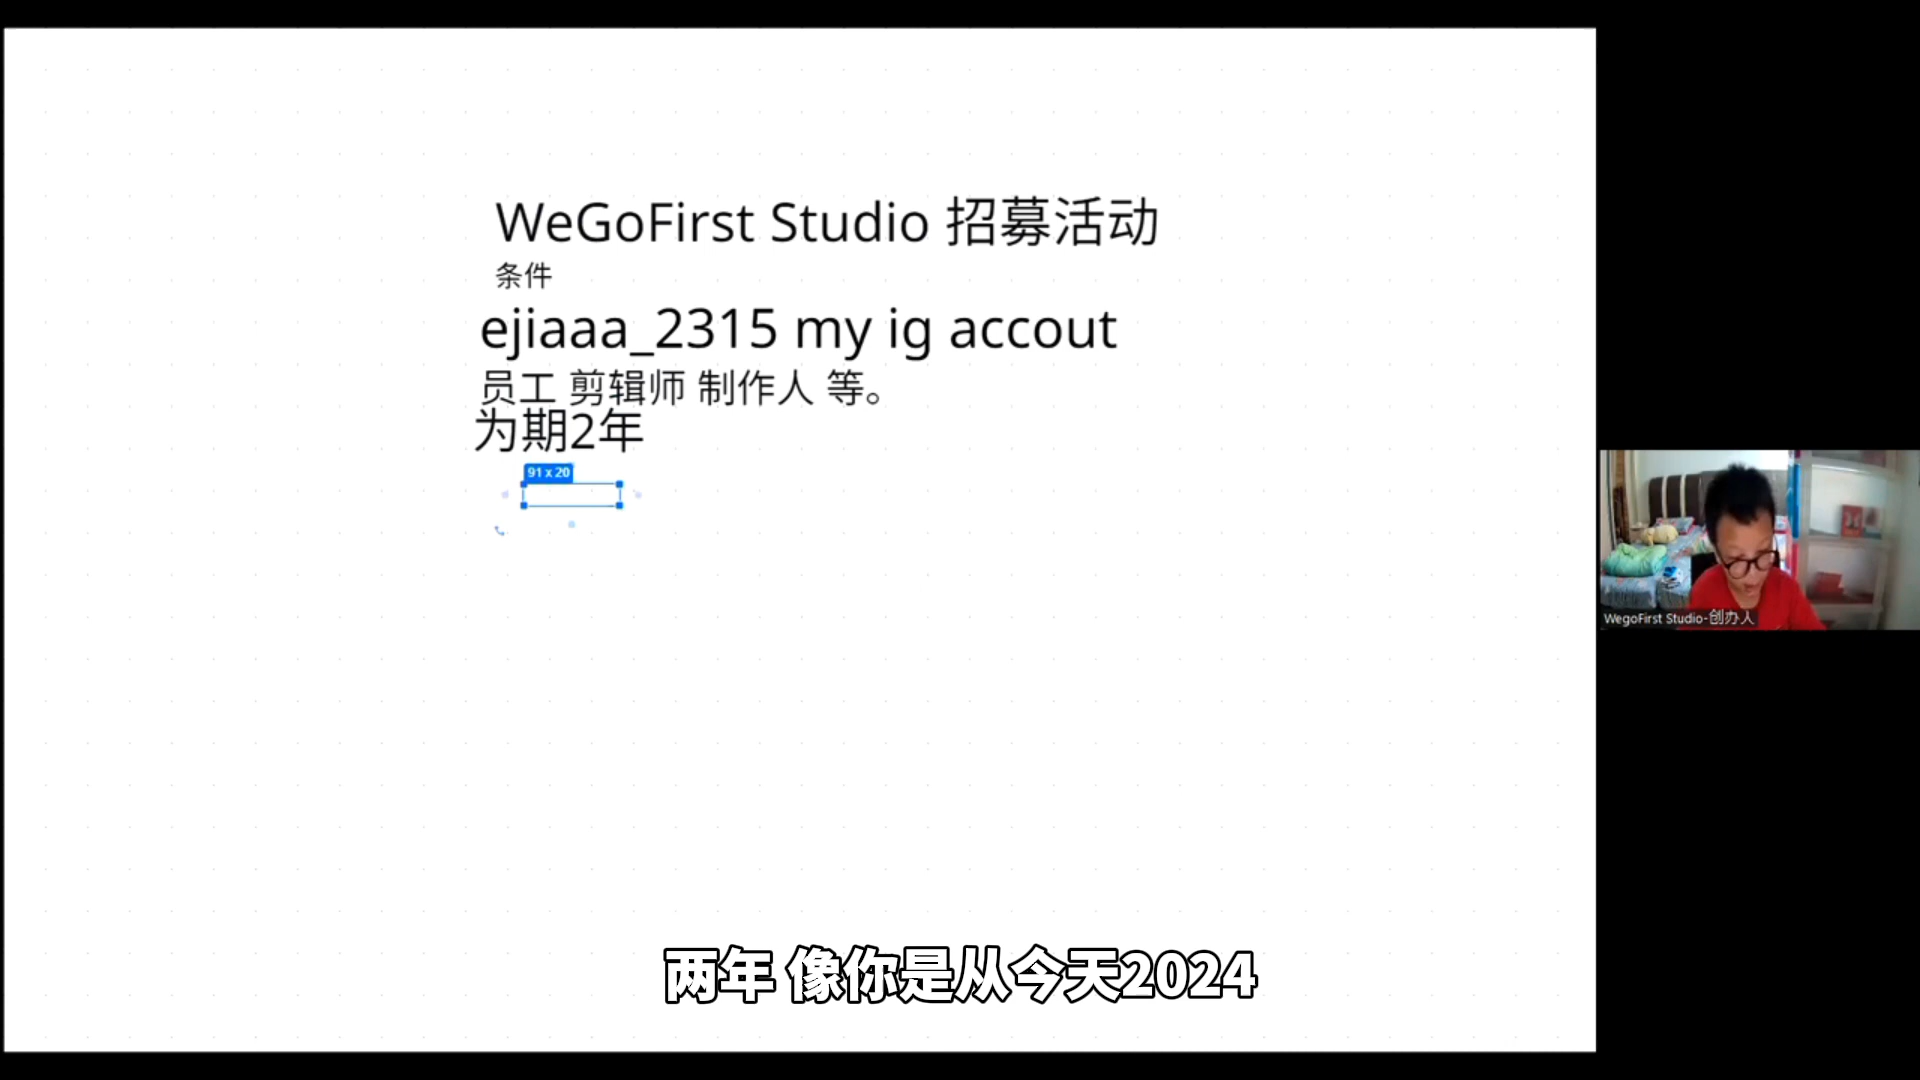 WeGoFirst Studio 招募活动
条件
ejiaaa_2315 my ig accout
员工 剪辑师 制作人 等。
为期2年
91 x 20
WegoFirst Studio-创办人
两年 像你是从今天2024